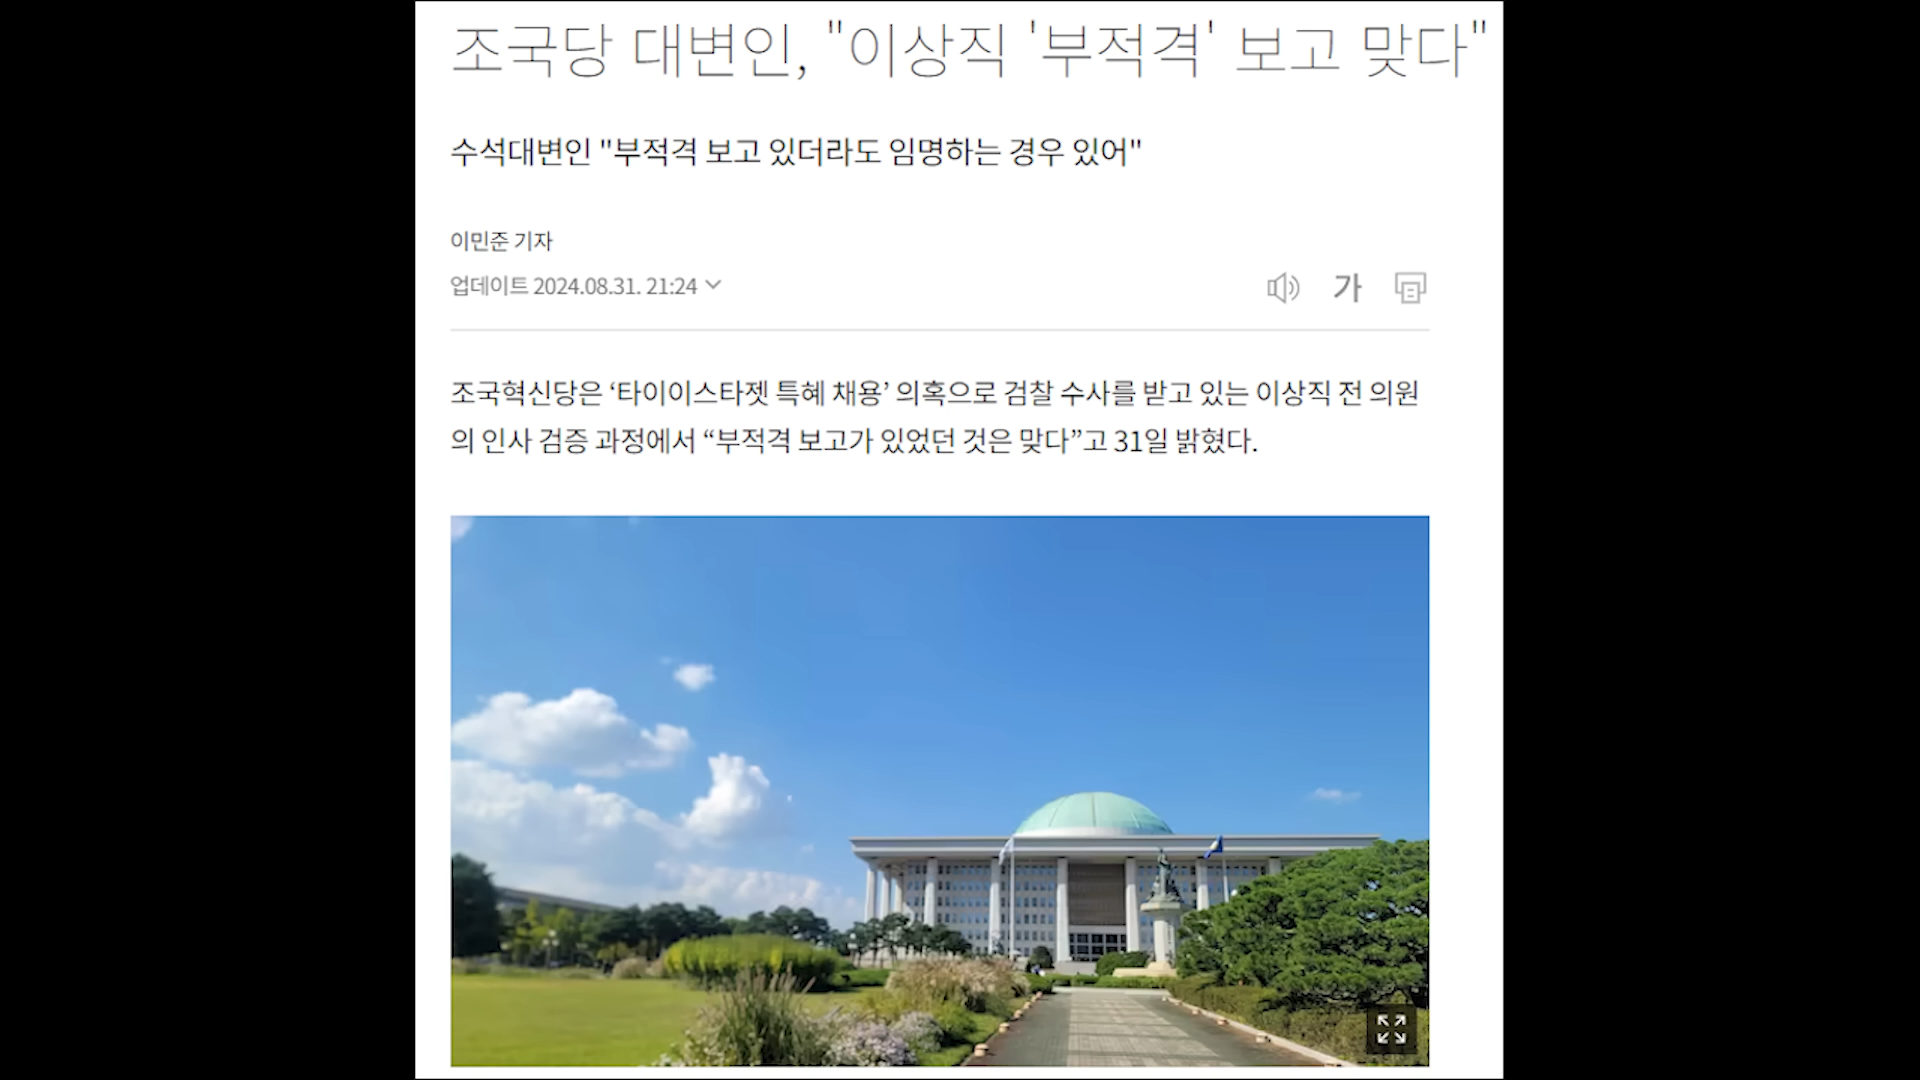 조국당 대변인, "이상직 '부적격' 보고 맞다"
수석대변인 "부적격 보고 있더라도 임명하는 경우 있어"
이민준 기자
업데이트 2024.08.31. 21:24
가
조국혁신당은 ‘타이이스타젯 특혜 채용’ 의혹으로 검찰 수사를 받고 있는 이상직 전 의원
의 인사 검증 과정에서 “부적격 보고가 있었던 것은 맞다”고 31일 밝혔다.